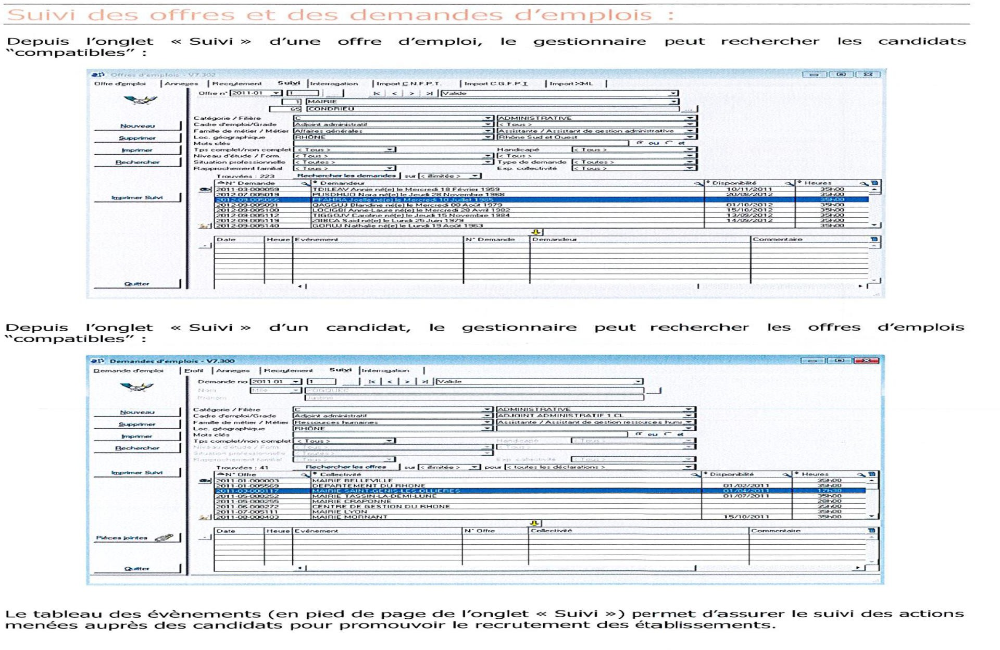 Suivi des offres et des demandes d'emplois :
Depuis l'onglet « Suivi » d'une offre d'emploi, le gestionnaire peut rechercher les candidats
"compatibles" :
Offres d'emplois - V7.302
Offre d'emploi Annexes Recrutement Suivi Interrogation Import C.N.F.P.T. Import C.G.F.P.T Import XML
Offre n° 2011-01 1 ... |< < > >| Valide
1 MAIRIE
65 CONDRIEU ...
Catégorie / Filière C ADMINISTRATIVE
Nouveau Cadre d'emploi/Grade Adjoint administratif < Tous >
Famille de métier / Métier Affaires générales Assistante / Assistant de gestion administrative
Supprimer Loc. géographique RHÔNE Rhône Sud et Ouest
Mots clés ou et
Imprimer Tps complet/non complet < Tous > Handicapé < Tous >
Niveau d'étude / Form. < Tous > < Tous >
Rechercher Situation professionnelle < Toutes > Type de demande < Toutes >
Rapprochement familial < Tous > Exp. collectivité < Tous >
Trouvées : 223 Rechercher les demandes sur < illimitée >
N° Demande Demandeur Disponibilité Heures
2011-03-000059 TDILEAV Annie né(e) le Mercredi 18 Février 1959 10/11/2011 35h00
2012-07-005019 PUSDHIJO Nora né(e) le Jeudi 28 Novembre 1968 20/08/2012 35h00
Imprimer Suivi 2012-09-005066 PFAHRA Joelle né(e) le Mercredi 10 Juillet 1985 35h00
2012-09-005091 QAGGUJ Blandine né(e) le Mercredi 08 Août 1979 01/10/2012 35h00
2012-09-005100 LOCIGBI Anne-Laure né(e) le Mercredi 28 Avril 1982 15/10/2012 35h00
2012-09-005112 TIGGOJV Caroline né(e) le Jeudi 15 Novembre 1984 13/09/2012 35h00
2012-09-005119 ZIIBCA Said né(e) le Lundi 25 Juin 1979 14/09/2012 35h00
2012-09-005140 GORUJ Nathalie né(e) le Lundi 19 Août 1963 35h00
Date Heure Evénement N° Demande Demandeur Commentaire
Quitter
Depuis l'onglet « Suivi » d'un candidat, le gestionnaire peut rechercher les offres d'emplois
"compatibles" :
Demandes d'emplois - V7.300
Demande d'emploi Profil Annexes Recrutement Suivi Interrogation
Demande no 2011-01 1 |< < > >| Valide
Nom Mlle FOGQUEC
Prénom Justine
Catégorie / Filière C ADMINISTRATIVE
Nouveau Cadre d'emploi/Grade Adjoint administratif ADJOINT ADMINISTRATIF 1 CL
Supprimer Famille de métier / Métier Ressources humaines Assistante / Assistant de gestion ressources huma
Loc. géographique RHÔNE
Imprimer Mots clés ou et
Tps complet/non complet < Tous > Handicapé < Tous >
Rechercher Niveau d'étude / Form. < Tous > < Tous >
Situation professionnelle < Toutes >
Rapprochement familial < Tous > Exp. collectivité < Tous >
Trouvées : 41 Rechercher les offres sur < illimitée > pour < toutes les déclarations >
Imprimer Suivi N° Offre Collectivité Disponibilité Heures
2011-01-000003 MAIRIE BELLEVILLE 35h00
2011-01-005569 DEPARTEMENT DU RHONE 01/02/2011 35h00
2011-03-000117 MAIRIE SAINT-GENIS-LES-OLLIERES 01/04/2011 17h30
2011-05-000252 MAIRIE TASSIN-LA-DEMI-LUNE 01/07/2011 35h00
2011-05-000255 MAIRIE CRAPONNE 28h00
2011-06-000272 CENTRE DE GESTION DU RHONE 35h00
2011-07-005111 MAIRIE LYON 35h00
2011-08-000403 MAIRIE MORNANT 15/10/2011 35h00
Date Heure Evénement N° Offre Collectivité Commentaire
Pièces jointes
Quitter
Le tableau des évènements (en pied de page de l'onglet « Suivi ») permet d'assurer le suivi des actions
menées auprès des candidats pour promouvoir le recrutement des établissements.